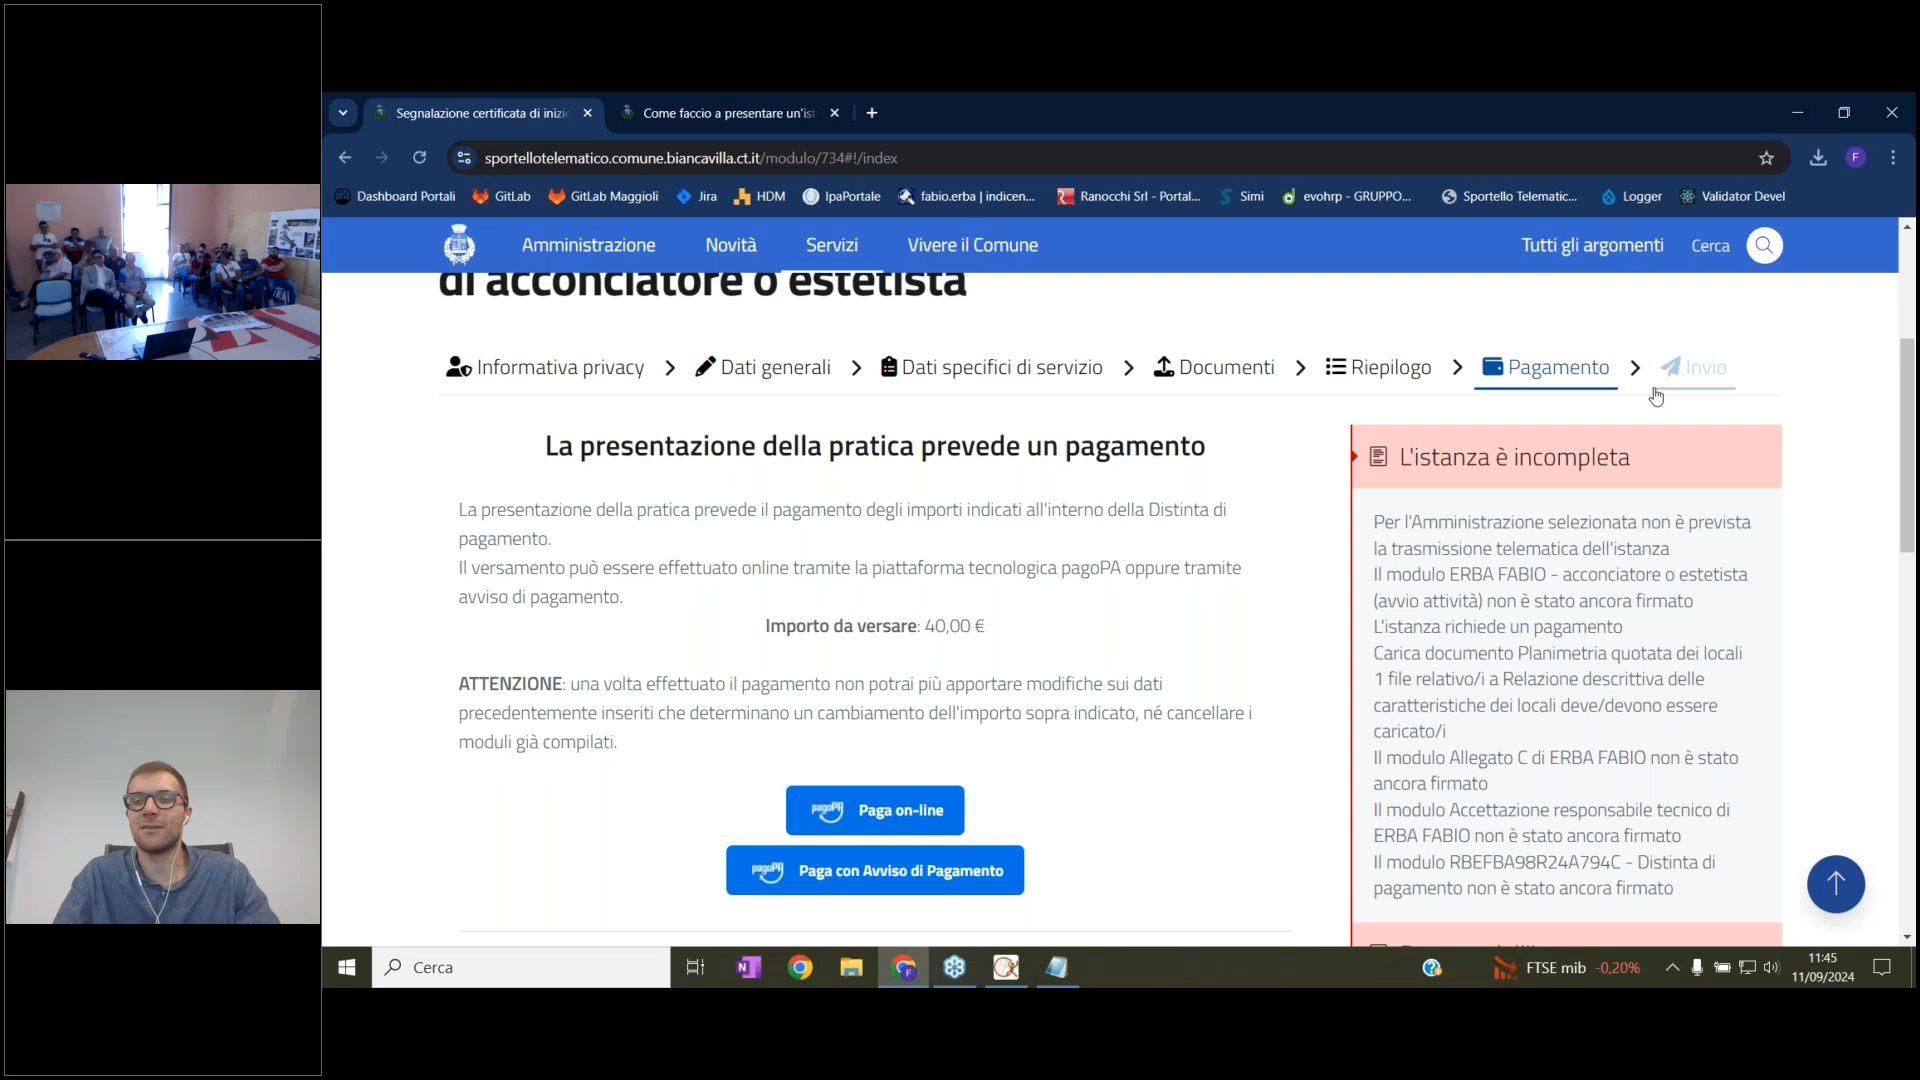 Segnalazione certificata di inizi
Come faccio a presentare un'ist
sportellotelematico.comune.biancavilla.ct.it/modulo/734#!/index
F
Dashboard Portali
GitLab
GitLab Maggioli
Jira
HDM
IpaPortale
fabio.erba | indicen...
Ranocchi Srl - Portal...
Simi
evohrp - GRUPPO...
Sportello Telematic...
Logger
Validator Devel
Amministrazione
Novità
Servizi
Vivere il Comune
Tutti gli argomenti
Cerca
di acconciatore o estetista
Informativa privacy
Dati generali
Dati specifici di servizio
Documenti
Riepilogo
Pagamento
Invio
La presentazione della pratica prevede un pagamento
La presentazione della pratica prevede il pagamento degli importi indicati all'interno della Distinta di
pagamento.
Il versamento può essere effettuato online tramite la piattaforma tecnologica pagoPA oppure tramite
avviso di pagamento.
Importo da versare: 40,00 €
ATTENZIONE: una volta effettuato il pagamento non potrai più apportare modifiche sui dati
precedentemente inseriti che determinano un cambiamento dell'importo sopra indicato, né cancellare i
moduli già compilati.
pagoPA Paga on-line
pagoPA Paga con Avviso di Pagamento
L'istanza è incompleta
Per l'Amministrazione selezionata non è prevista
la trasmissione telematica dell'istanza
Il modulo ERBA FABIO - acconciatore o estetista
(avvio attività) non è stato ancora firmato
L'istanza richiede un pagamento
Carica documento Planimetria quotata dei locali
1 file relativo/i a Relazione descrittiva delle
caratteristiche dei locali deve/devono essere
caricato/i
Il modulo Allegato C di ERBA FABIO non è stato
ancora firmato
Il modulo Accettazione responsabile tecnico di
ERBA FABIO non è stato ancora firmato
Il modulo RBEFBA98R24A794C - Distinta di
pagamento non è stato ancora firmato
Cerca
FTSE mib -0,20%
11:45
11/09/2024